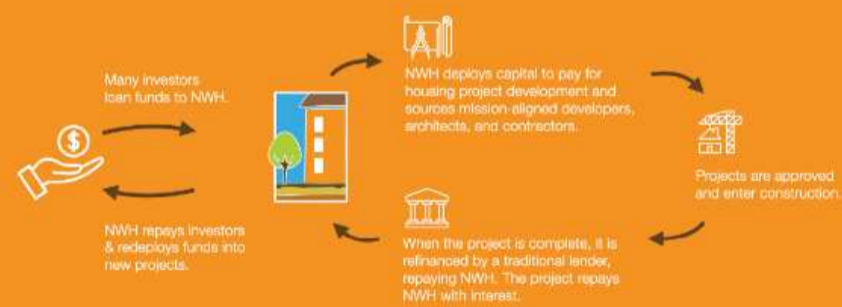 Many investors
loan funds to NWH.
$
NWH deploys capital to pay for
housing project development and
sources mission-aligned developers,
architects, and contractors.
Projects are approved
and enter construction.
When the project is complete, it is
refinanced by a traditional lender,
repaying NWH. The project repays
NWH with interest.
NWH repays investors
& redeploys funds into
new projects.